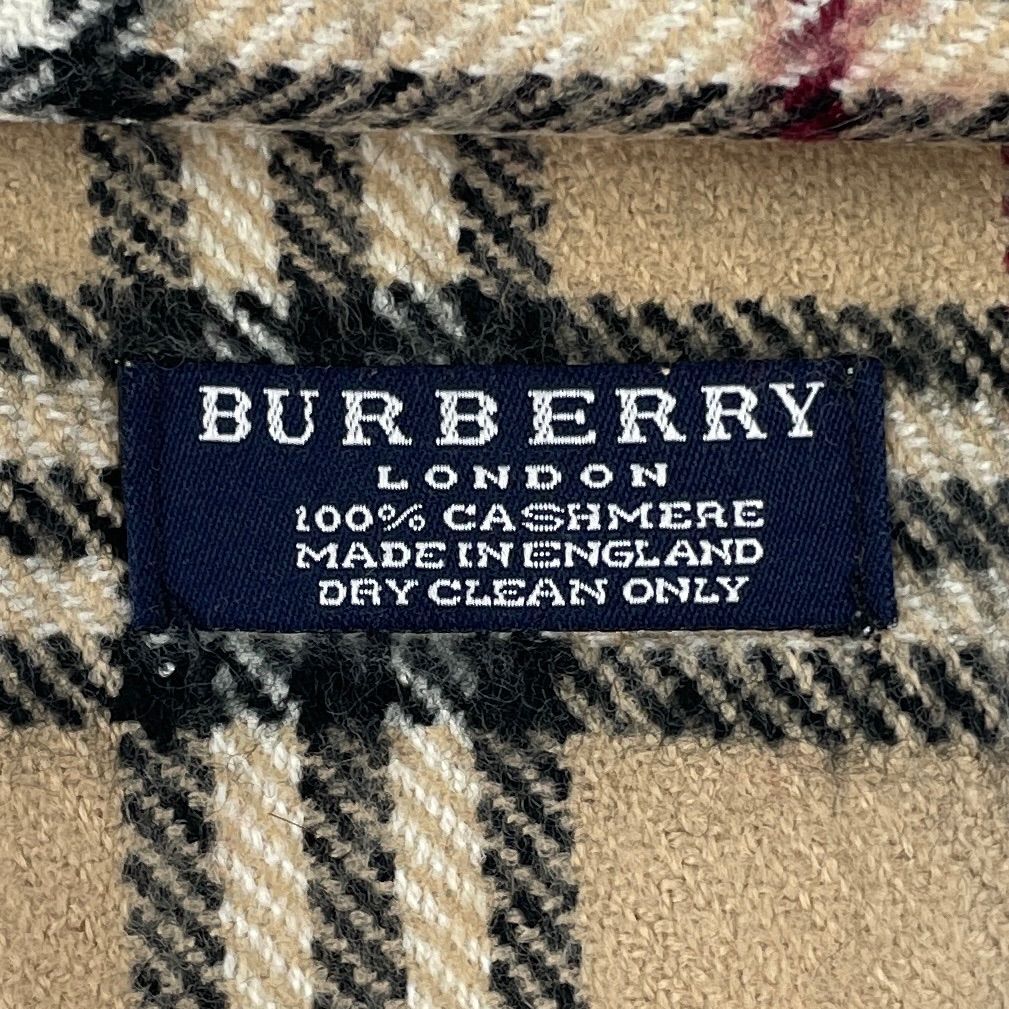 BURBERRY
LONDON
100% CASHMERE
MADE IN ENGLAND
DRY CLEAN ONLY